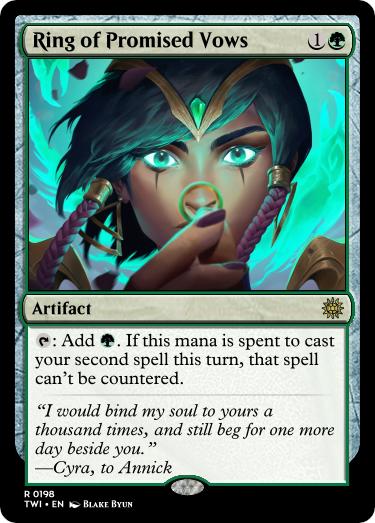 Ring of Promised Vows 1
Artifact
: Add . If this mana is spent to cast
your second spell this turn, that spell
can't be countered.
"I would bind my soul to yours a
thousand times, and still beg for one more
day beside you."
—Cyra, to Annick
R 0198
TWI • EN Blake Byun